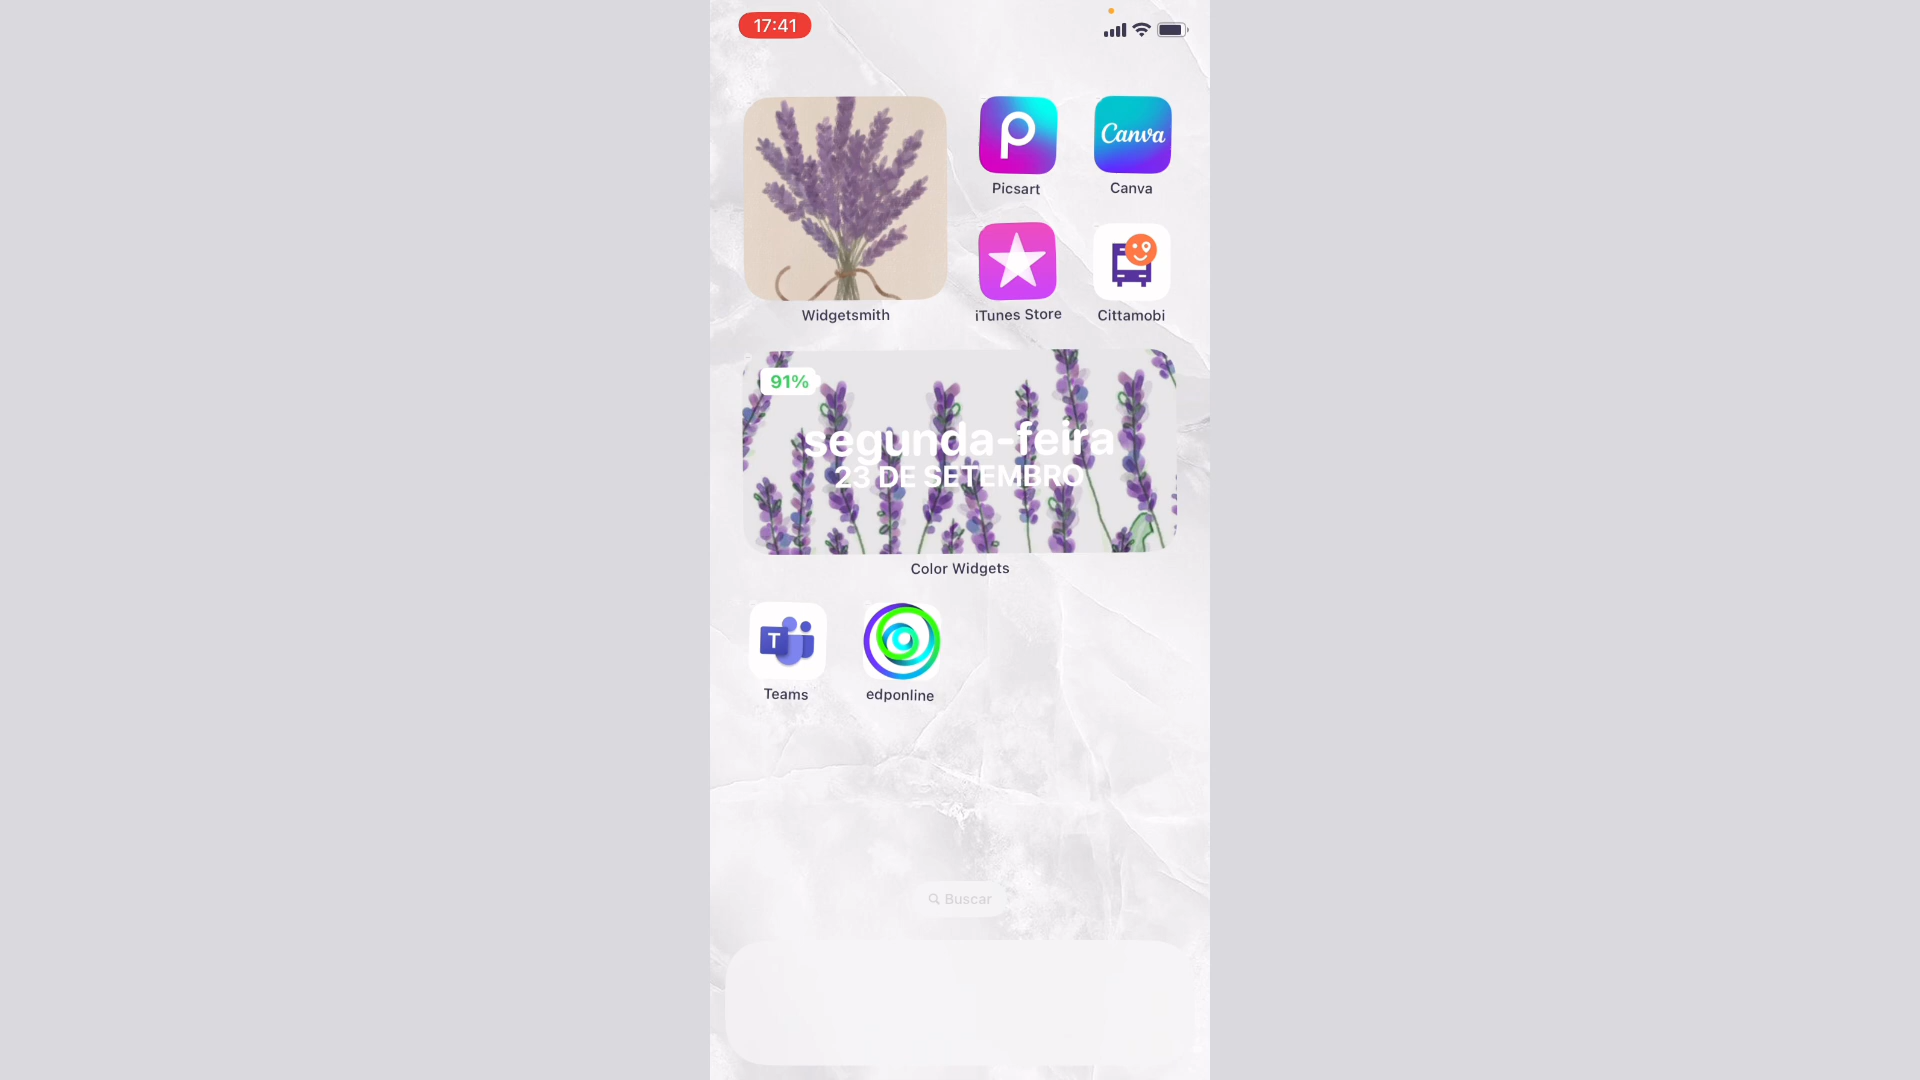 17:41
Canva
Picsart
Canva
Widgetsmith
iTunes Store
Cittamobi
91%
segunda-feira
23 DE SETEMBRO
Color Widgets
T
Teams
edponline
Buscar